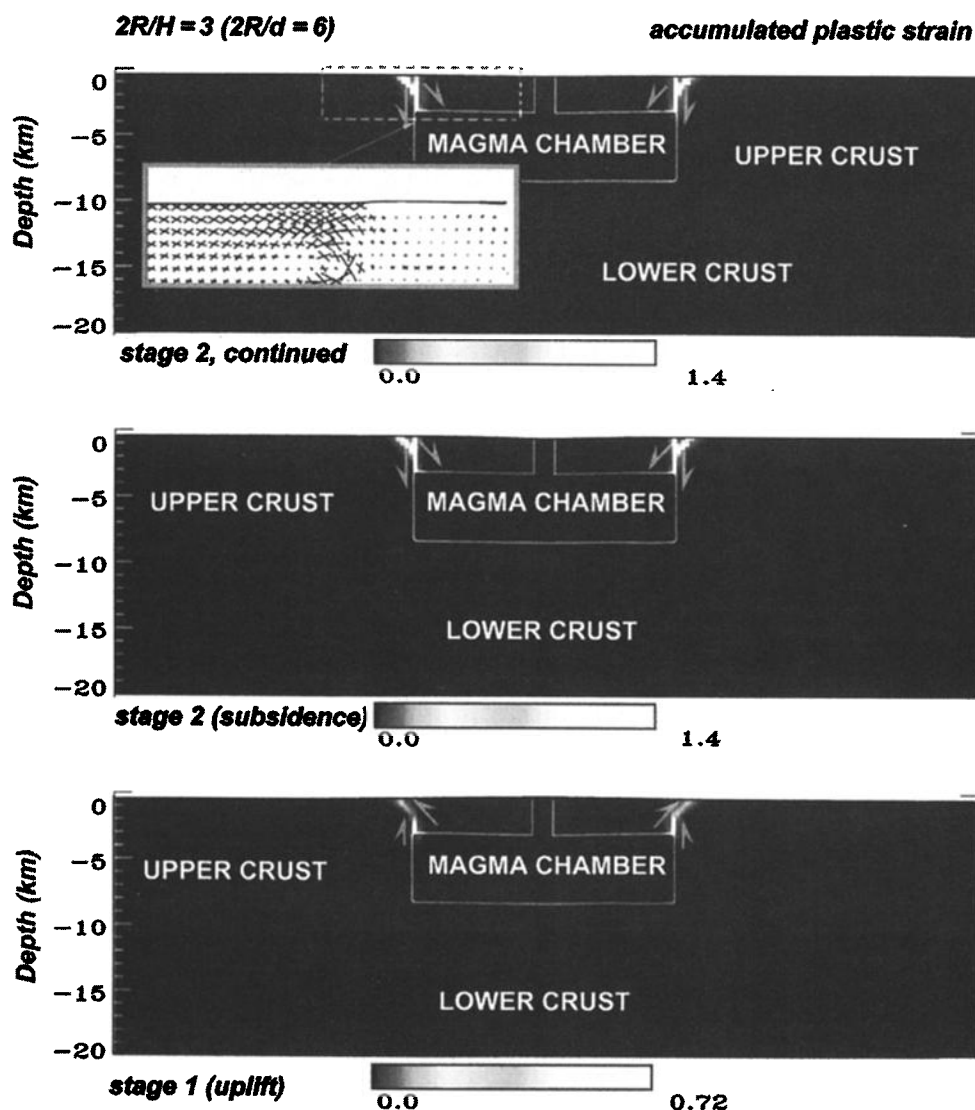 2R/H = 3 (2R/d = 6) accumulated plastic strain
0
−5
−10
−15
−20
Depth (km)
MAGMA CHAMBER
UPPER CRUST
LOWER CRUST
stage 2, continued
0.0 1.4
0
−5
−10
−15
−20
Depth (km)
UPPER CRUST
MAGMA CHAMBER
LOWER CRUST
stage 2 (subsidence)
0.0 1.4
0
−5
−10
−15
−20
Depth (km)
UPPER CRUST
MAGMA CHAMBER
LOWER CRUST
stage 1 (uplift)
0.0 0.72